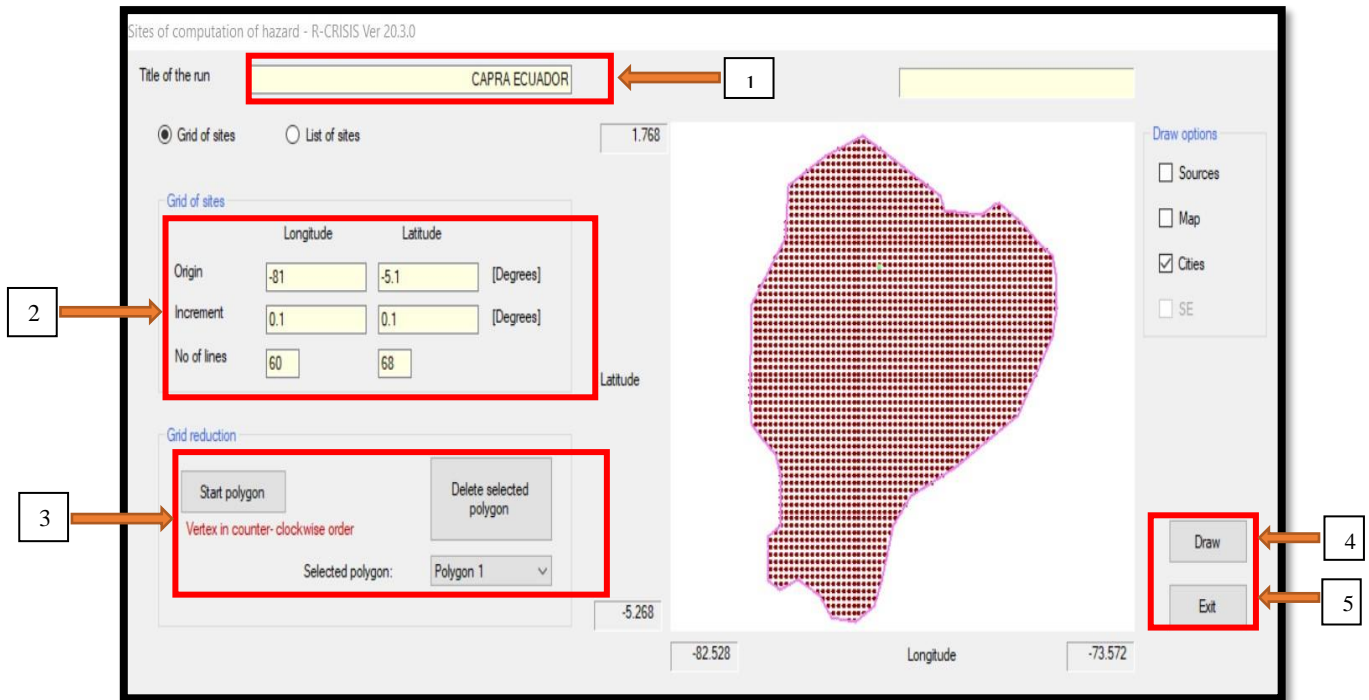 Sites of computation of hazard - R-CRISIS Ver 20.3.0
Title of the run
CAPRA ECUADOR
1
Grid of sites
List of sites
1.768
Draw options
Sources
Map
Cities
SE
Grid of sites
Longitude Latitude
Origin -81 -5.1 [Degrees]
2
Increment 0.1 0.1 [Degrees]
No of lines 60 68
Latitude
Grid reduction
Start polygon
Delete selected
polygon
3
Vertex in counter- clockwise order
Selected polygon: Polygon 1
Draw
4
Exit
5
-5.268
-82.528 Longitude -73.572